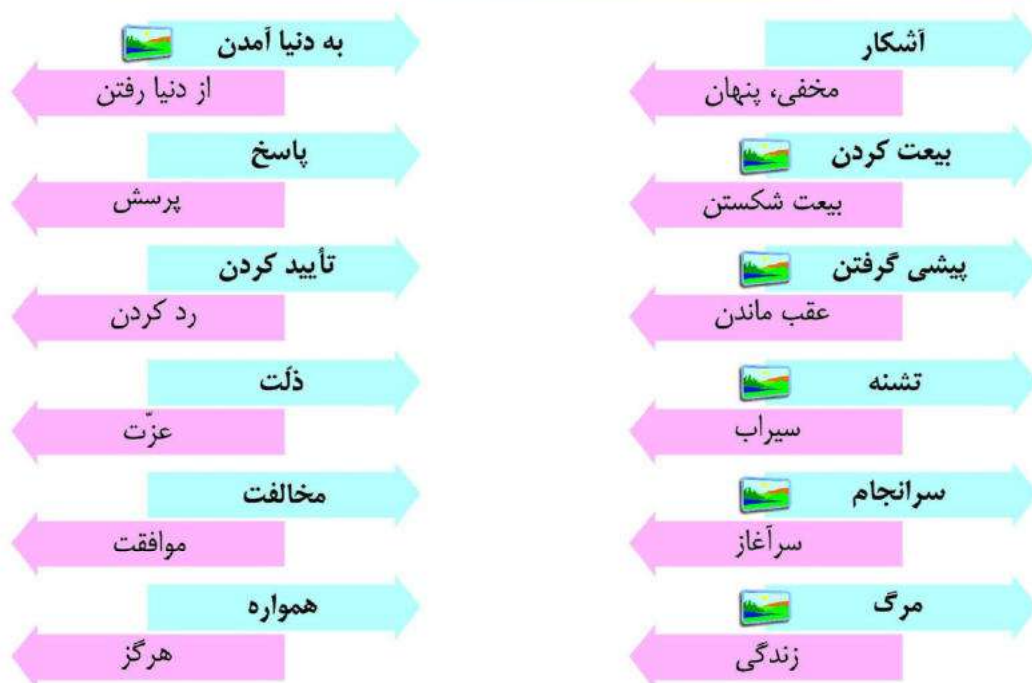 آشکار
مخفی، پنهان
بیعت کردن
بیعت شکستن
پیشی گرفتن
عقب ماندن
تشنه
سیراب
سرانجام
سرآغاز
مرگ
زندگی
به دنیا آمدن
از دنیا رفتن
پاسخ
پرسش
تأیید کردن
رد کردن
ذلّت
عزّت
مخالفت
موافقت
همواره
هرگز